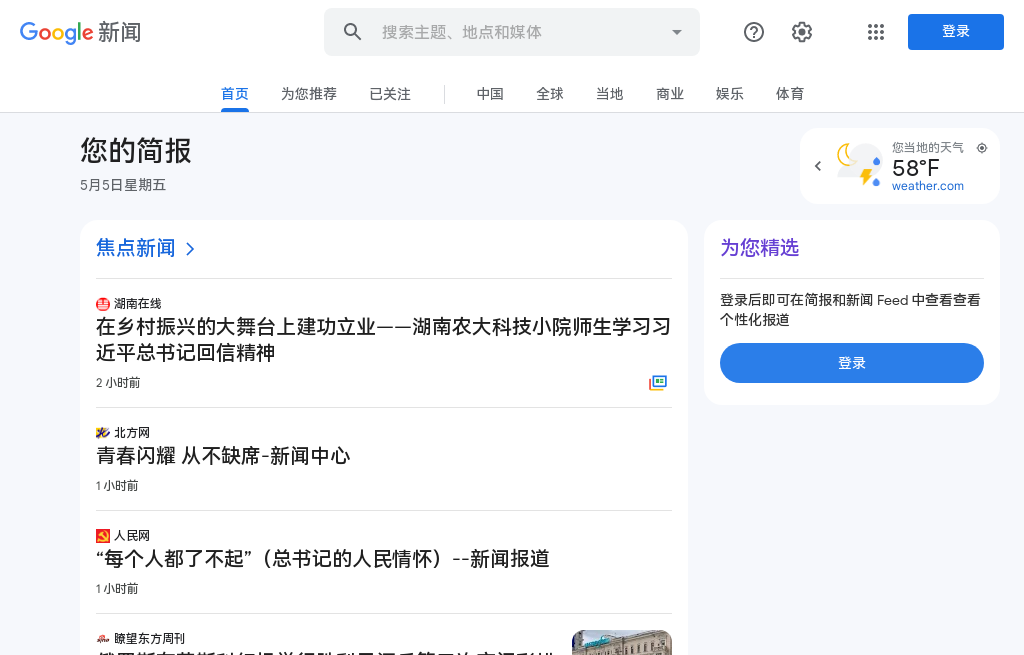 Google 新闻
搜索主题、地点和媒体
登录
首页 为您推荐 已关注 中国 全球 当地 商业 娱乐 体育
您的简报
5月5日星期五
您当地的天气
58°F
weather.com
焦点新闻
湖南在线
在乡村振兴的大舞台上建功立业——湖南农大科技小院师生学习习
近平总书记回信精神
2 小时前
北方网
青春闪耀 从不缺席-新闻中心
1 小时前
人民网
“每个人都了不起”（总书记的人民情怀）--新闻报道
1 小时前
瞭望东方周刊
为您精选
登录后即可在简报和新闻 Feed 中查看查看
个性化报道
登录